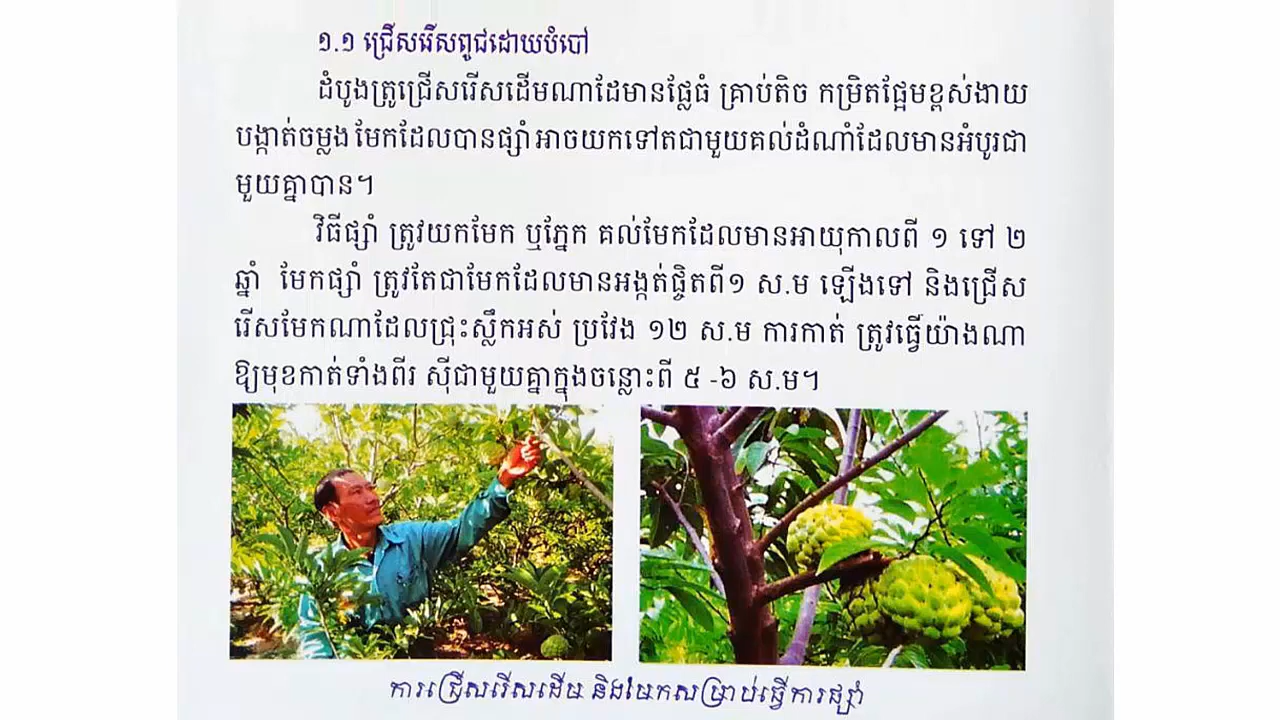 ១.១ ជ្រើសរើសពូជដោយបំបៅ
ដំបូងត្រូជ្រើសរើសដើមណាដែមានផ្លែធំ គ្រាប់តិច កម្រិតផ្អែមខ្ពស់ងាយ
បង្កាត់ចម្លង មែកដែលបានផ្សាំអាចយកទៅតជាមួយគល់ដំណាំដែលមានអំបូរជា
មួយគ្នាបាន។
វិធីផ្សាំ ត្រូវយកមែក ឬភ្នែក គល់មែកដែលមានអាយុកាលពី ១ ទៅ ២
ឆ្នាំ មែកផ្សាំ ត្រូវតែជាមែកដែលមានអង្កត់ផ្ចិតពី១ ស.ម ឡើងទៅ និងជ្រើស
រើសមែកណាដែលជ្រុះស្លឹកអស់ ប្រវែង ១២ ស.ម ការកាត់ ត្រូវធ្វើយ៉ាងណា
ឱ្យមុខកាត់ទាំងពីរ ស៊ីជាមួយគ្នាក្នុងចន្លោះពី ៥ -៦ ស.ម។
ការជ្រើសរើសដើម និងមែកសម្រាប់ធ្វើការផ្សាំ